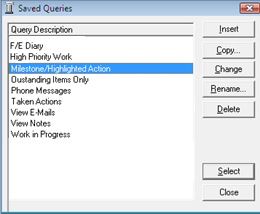 Saved Queries
Query Description
F/E Diary
High Priority Work
Milestone/Highlighted Action
Oustanding Items Only
Phone Messages
Taken Actions
View E-Mails
View Notes
Work in Progress
Insert
Copy...
Change
Rename...
Delete
Select
Close